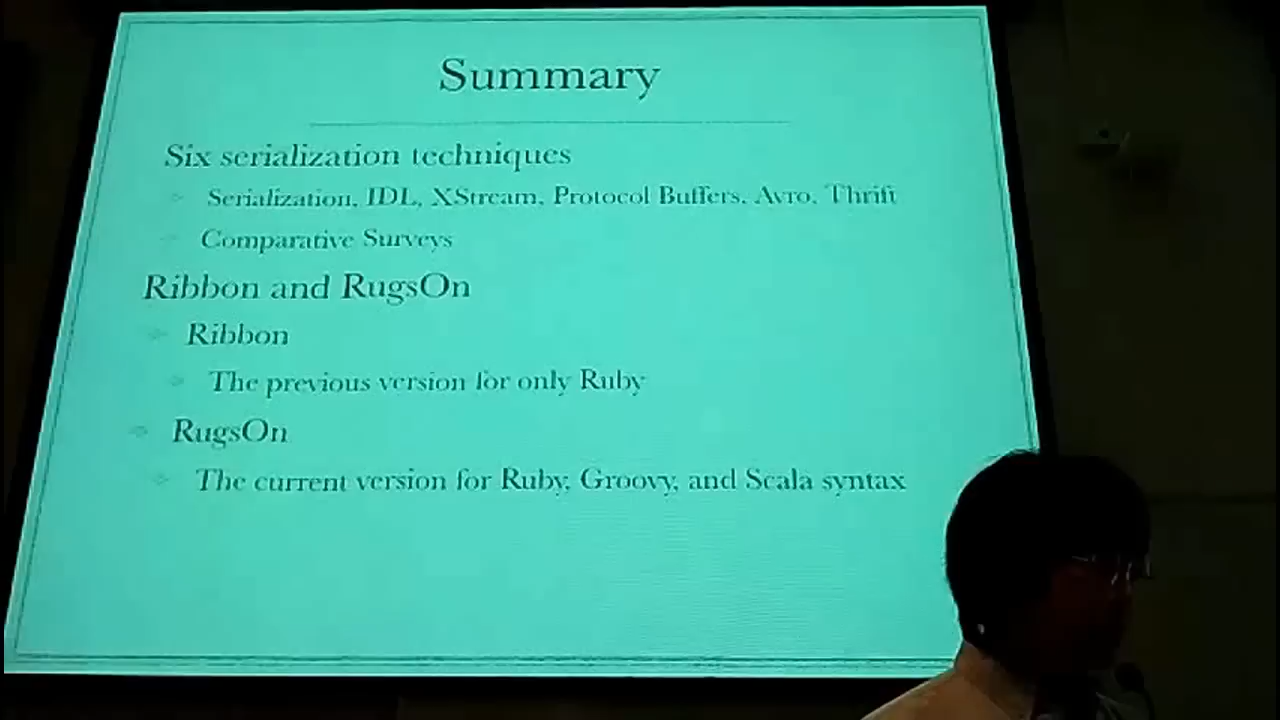 Summary
Six serialization techniques
Serialization, IDL, XStream, Protocol Buffers, Avro, Thrift
Comparative Surveys
Ribbon and RugsOn
Ribbon
The previous version for only Ruby
RugsOn
The current version for Ruby, Groovy, and Scala syntax